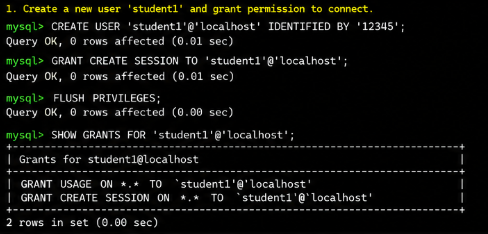 1. Create a new user 'student1' and grant permission to connect.
mysql> CREATE USER 'student1'@'localhost' IDENTIFIED BY '12345';
Query OK, 0 rows affected (0.01 sec)
mysql> GRANT CREATE SESSION TO 'student1'@'localhost';
Query OK, 0 rows affected (0.01 sec)
mysql> FLUSH PRIVILEGES;
Query OK, 0 rows affected (0.00 sec)
mysql> SHOW GRANTS FOR 'student1'@'localhost';
| Grants for student1@localhost |
| GRANT USAGE ON *.* TO `student1'@'localhost' |
| GRANT CREATE SESSION ON *.* TO `student1'@`localhost' |
2 rows in set (0.00 sec)